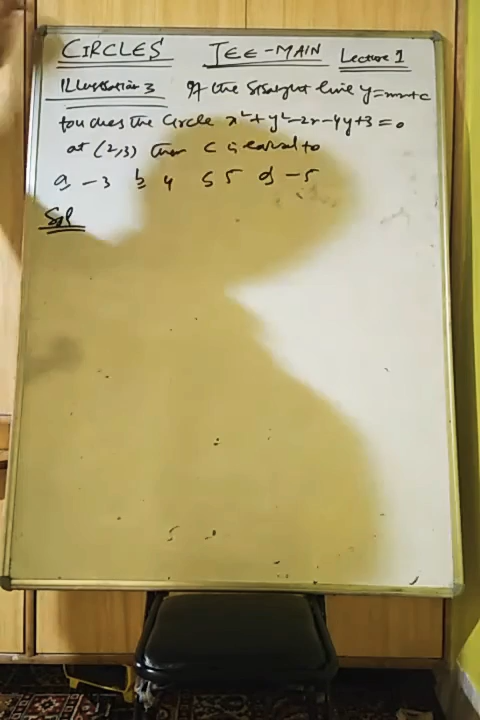 CIRCLES JEE-MAIN Lecture 1
Illustration 3 If the Straight line y=mx+c
touches the Circle x²+y²-2x-4y+3=0
at (2,3) then C is equal to
a -3 b 4 c 5 d -5
Sol